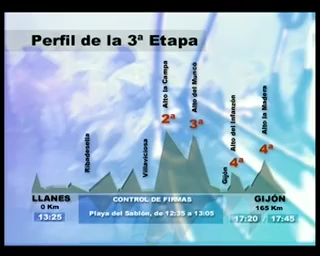 Perfil de la 3ª Etapa
Ribadesella
Villaviciosa
Alto la Campa
2ª
Alto del Muncó
3ª
Gijón
Alto del Infanzón
4ª
Alto la Madera
4ª
LLANES
0 Km
13:25
CONTROL DE FIRMAS
Playa del Sablón, de 12:35 a 13:05
GIJÓN
165 Km
17:20 / 17:45